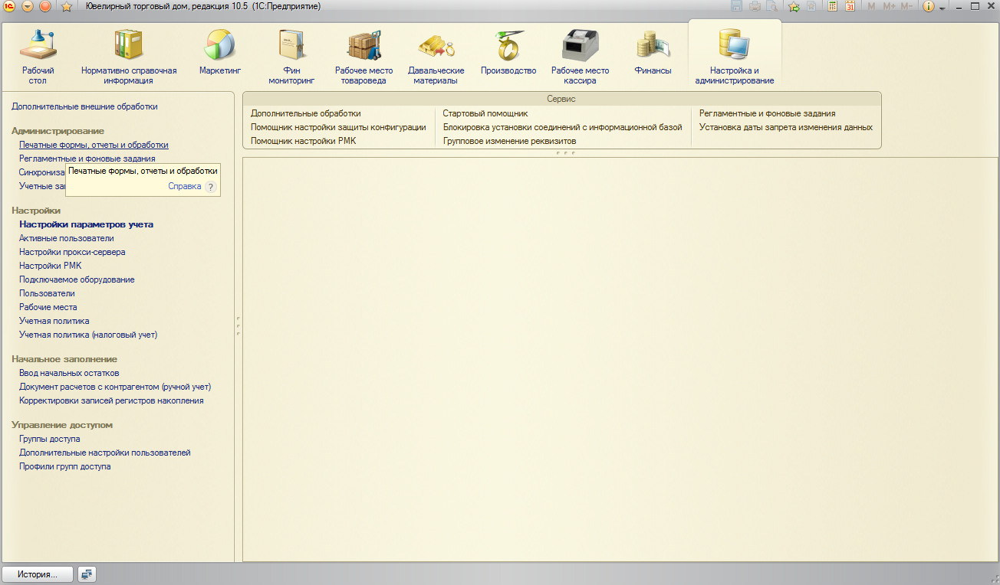 Ювелирный торговый дом, редакция 10.5 (1С:Предприятие)
M M+ M-
Рабочий стол
Нормативно справочная информация
Маркетинг
Фин мониторинг
Рабочее место товароведа
Давальческие материалы
Производство
Рабочее место кассира
Финансы
Настройка и администрирование
Дополнительные внешние обработки
Администрирование
Печатные формы, отчеты и обработки
Регламентные и фоновые задания
Синхрониза
Учетные за
Печатные формы, отчеты и обработки
Справка ?
Настройки
Настройки параметров учета
Активные пользователи
Настройки прокси-сервера
Настройки РМК
Подключаемое оборудование
Пользователи
Рабочие места
Учетная политика
Учетная политика (налоговый учет)
Начальное заполнение
Ввод начальных остатков
Документ расчетов с контрагентом (ручной учет)
Корректировки записей регистров накопления
Управление доступом
Группы доступа
Дополнительные настройки пользователей
Профили групп доступа
Сервис
Дополнительные обработки
Помощник настройки защиты конфигурации
Помощник настройки РМК
Стартовый помощник
Блокировка установки соединений с информационной базой
Групповое изменение реквизитов
Регламентные и фоновые задания
Установка даты запрета изменения данных
История...